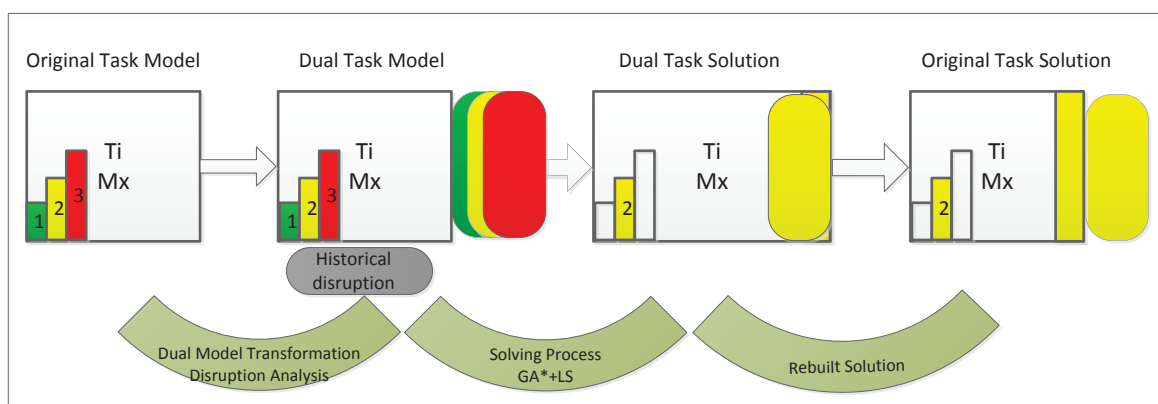 Original Task Model
Dual Task Model
Dual Task Solution
Original Task Solution
Ti
Mx
1
2
3
Ti
Mx
1
2
3
Ti
Mx
2
Ti
Mx
2
Historical
disruption
Dual Model Transformation
Disruption Analysis
Solving Process
GA*+LS
Rebuilt Solution